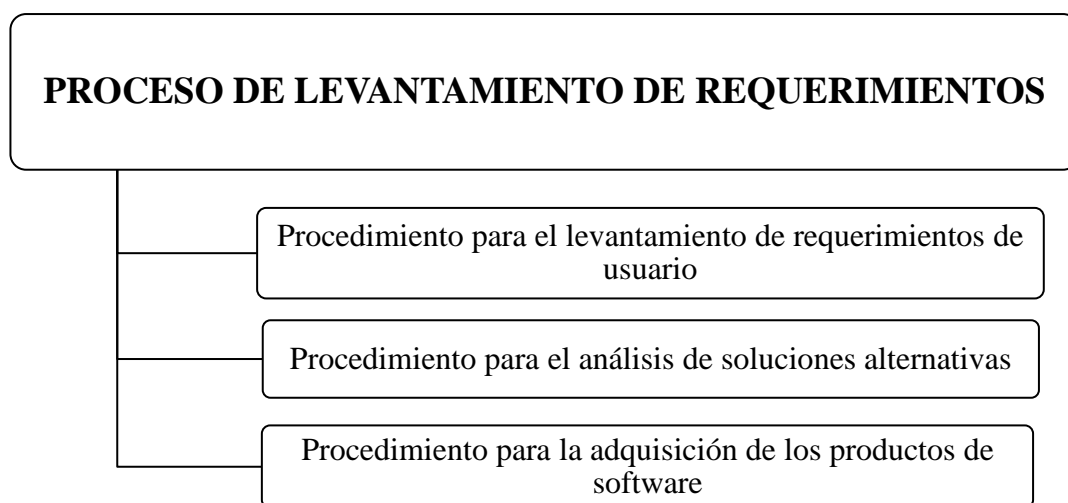 PROCESO DE LEVANTAMIENTO DE REQUERIMIENTOS
Procedimiento para el levantamiento de requerimientos de
usuario
Procedimiento para el análisis de soluciones alternativas
Procedimiento para la adquisición de los productos de
software